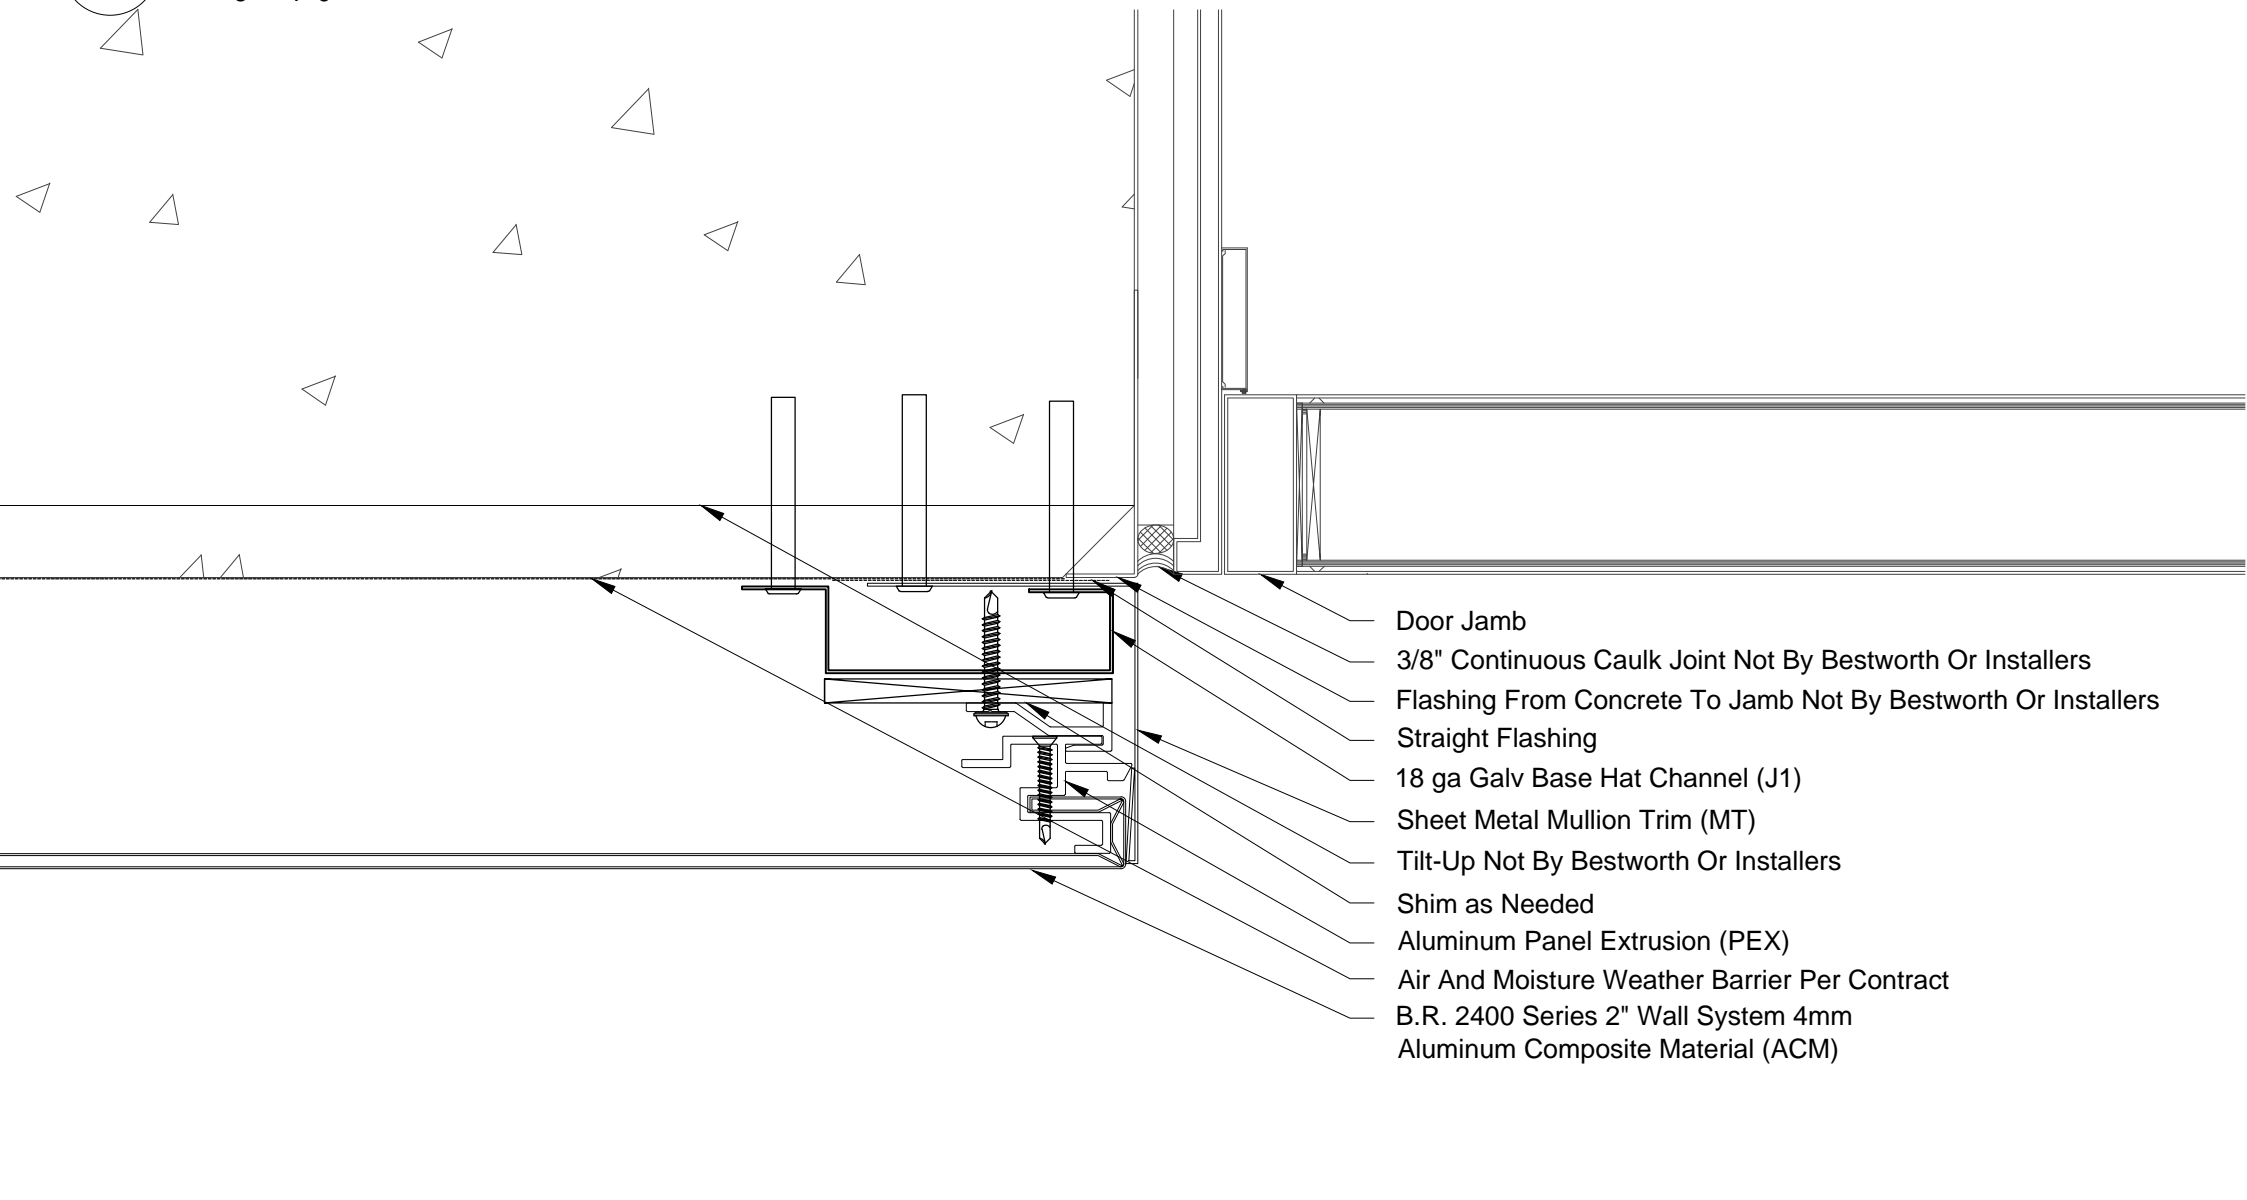 Door Jamb
3/8" Continuous Caulk Joint Not By Bestworth Or Installers
Flashing From Concrete To Jamb Not By Bestworth Or Installers
Straight Flashing
18 ga Galv Base Hat Channel (J1)
Sheet Metal Mullion Trim (MT)
Tilt-Up Not By Bestworth Or Installers
Shim as Needed
Aluminum Panel Extrusion (PEX)
Air And Moisture Weather Barrier Per Contract
B.R. 2400 Series 2" Wall System 4mm
Aluminum Composite Material (ACM)